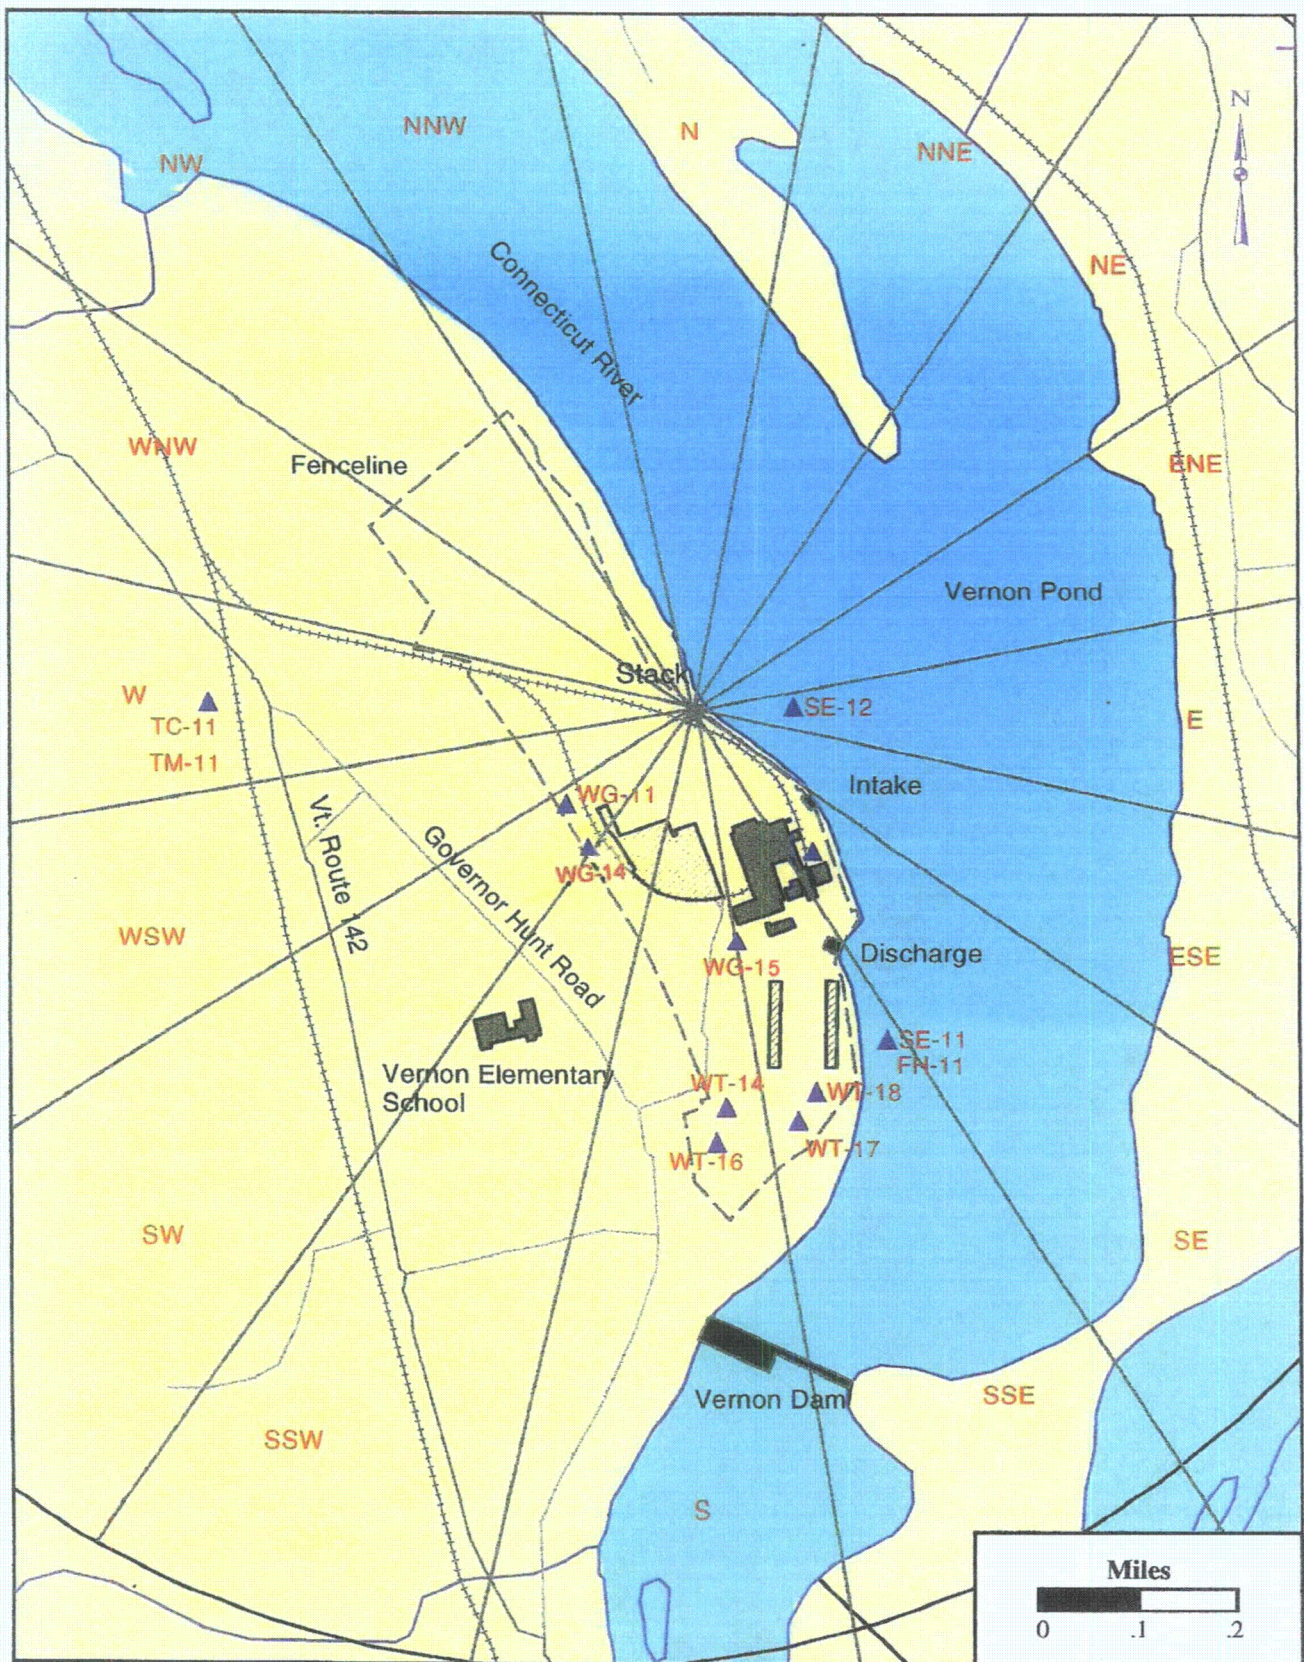 N
NNW
N
NNE
NW
NE
Connecticut River
WNW
Fenceline
ENE
Vernon Pond
Stack
W
TC-11
TM-11
SE-12
E
Intake
WG-11
Vt. Route 142
Governor Hunt Road
WG-14
WSW
WG-15
Discharge
ESE
SE-11
FH-11
Vernon Elementary
School
WT-14
WT-18
WT-16
WT-17
SW
SE
Vernon Dam
SSE
SSW
S
Miles
0 .1 .2